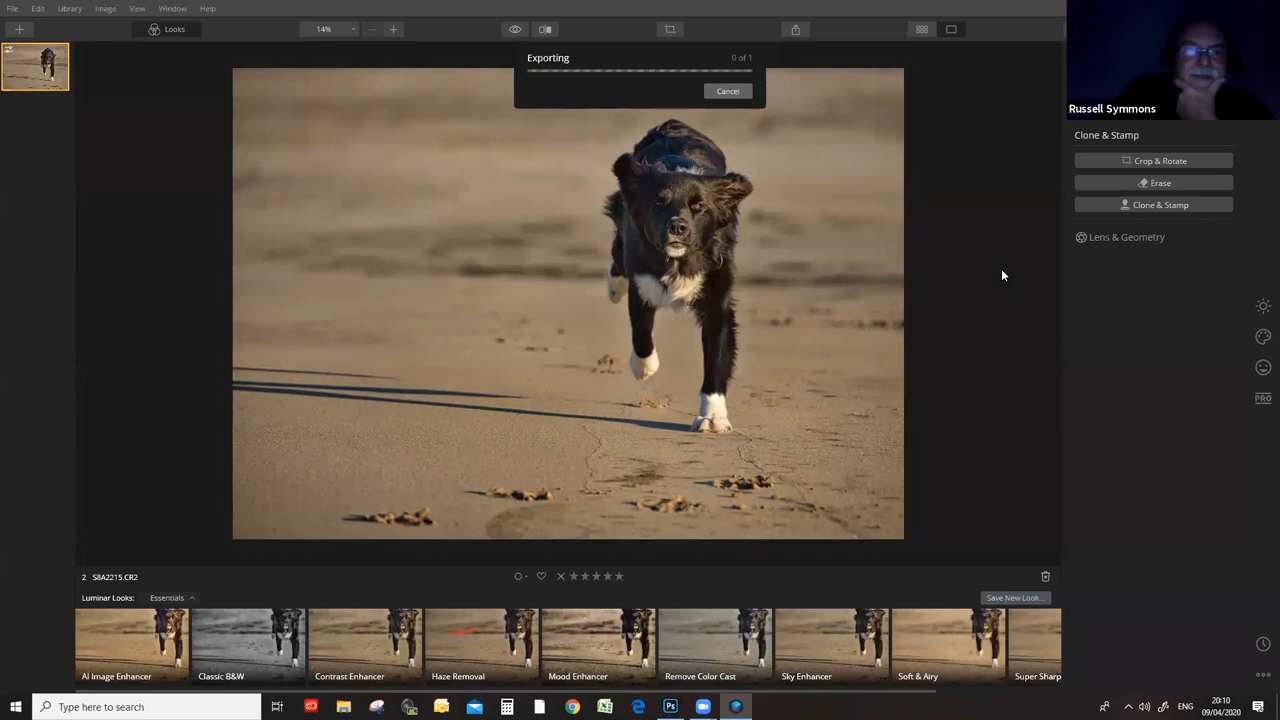 File Edit Library Image View Window Help
Looks
14%
Exporting 0 of 1
Cancel
Russell Symmons
Clone & Stamp
Crop & Rotate
Erase
Clone & Stamp
Lens & Geometry
PRO
2 S8A2215.CR2
Luminar Looks: Essentials
Save New Look...
AI Image Enhancer
Classic B&W
Contrast Enhancer
Haze Removal
Mood Enhancer
Remove Color Cast
Sky Enhancer
Soft & Airy
Super Sharp
Type here to search
Ps
ENG
20:10
09/04/2020